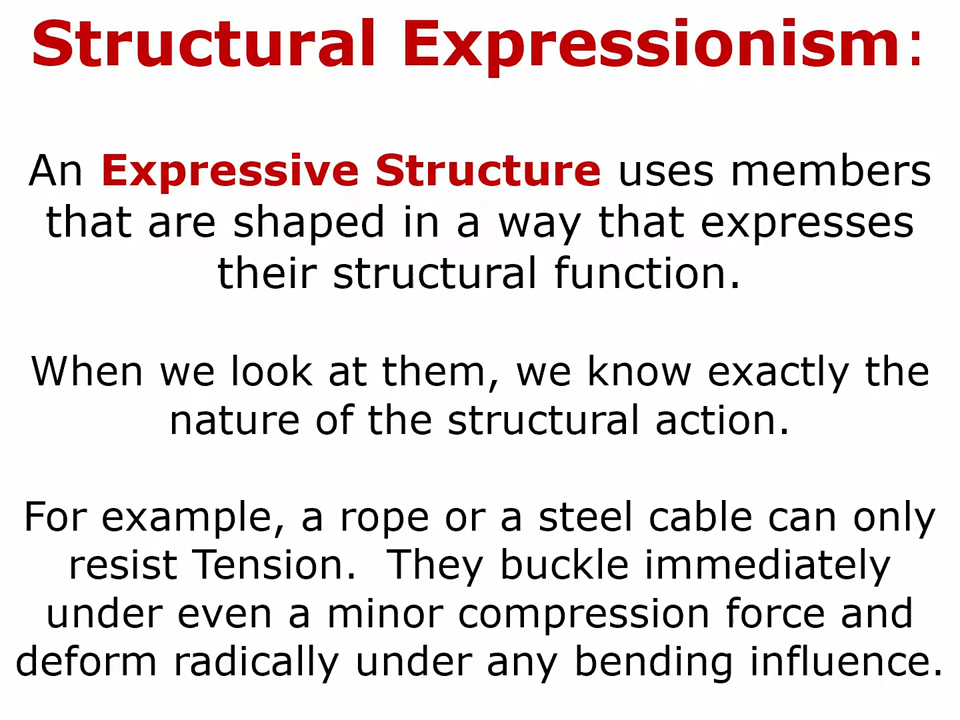 Structural Expressionism:
An Expressive Structure uses members
that are shaped in a way that expresses
their structural function.
When we look at them, we know exactly the
nature of the structural action.
For example, a rope or a steel cable can only
resist Tension.  They buckle immediately
under even a minor compression force and
deform radically under any bending influence.